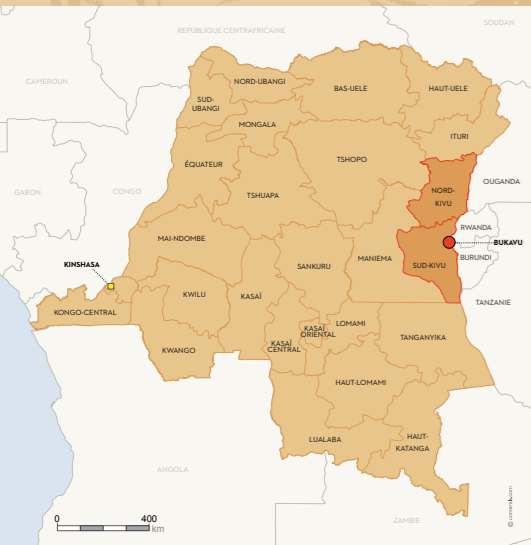 SOUDAN
REPUBLIQUE CENTRAFRICAINE
CAMEROUN
NORD-UBANGI
BAS-UELE
HAUT-UELE
SUD-
UBANGI
MONGALA
ITURI
ÉQUATEUR
TSHOPO
OUGANDA
GABON
CONGO
TSHUAPA
NORD-
KIVU
RWANDA
MAI-NDOMBE
BUKAVU
KINSHASA
SANKURU
MANIEMA
SUD-KIVU
BURUNDI
KWILU
KASAÏ
TANZANIE
KONGO-CENTRAL
LOMAMI
KASAÏ
ORIENTAL
TANGANYIKA
KWANGO
KASAÏ
CENTRAL
HAUT-LOMAMI
LUALABA
HAUT-
KATANGA
ANGOLA
ZAMBIE
0
400
km